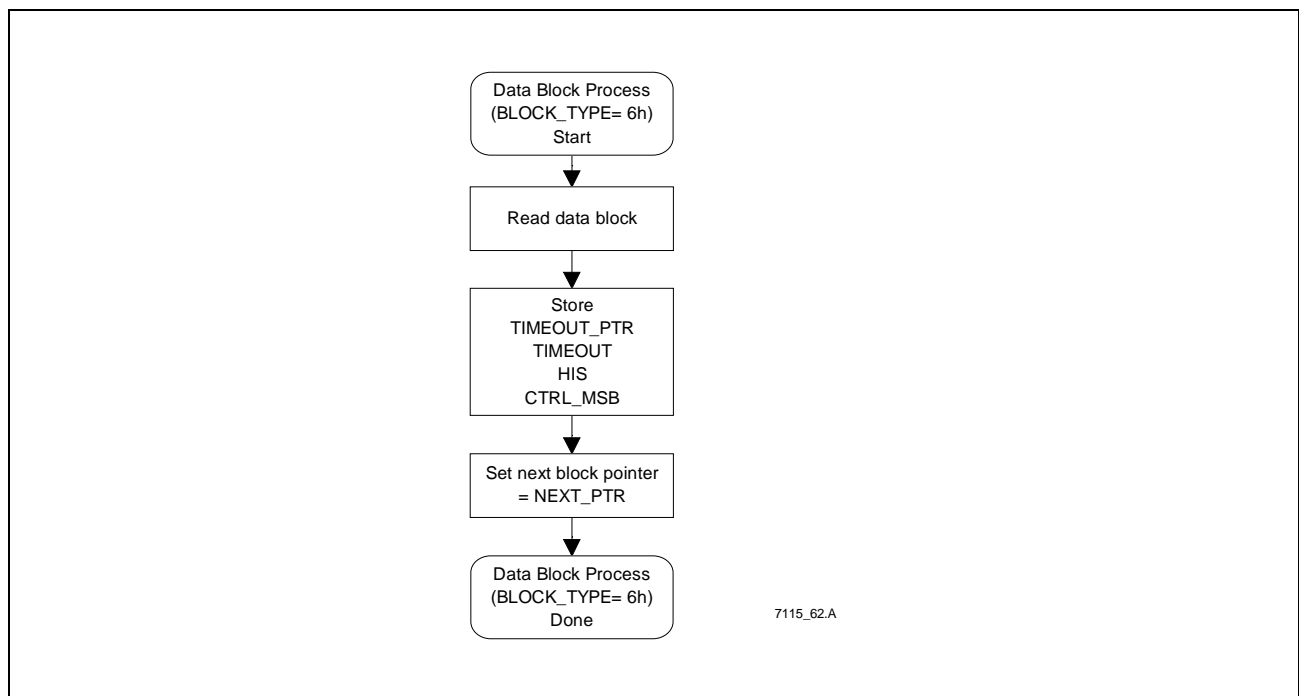 Data Block Process
(BLOCK_TYPE= 6h)
Start
Read data block
Store
TIMEOUT_PTR
TIMEOUT
HIS
CTRL_MSB
Set next block pointer
= NEXT_PTR
Data Block Process
(BLOCK_TYPE= 6h)
Done
7115_62.A